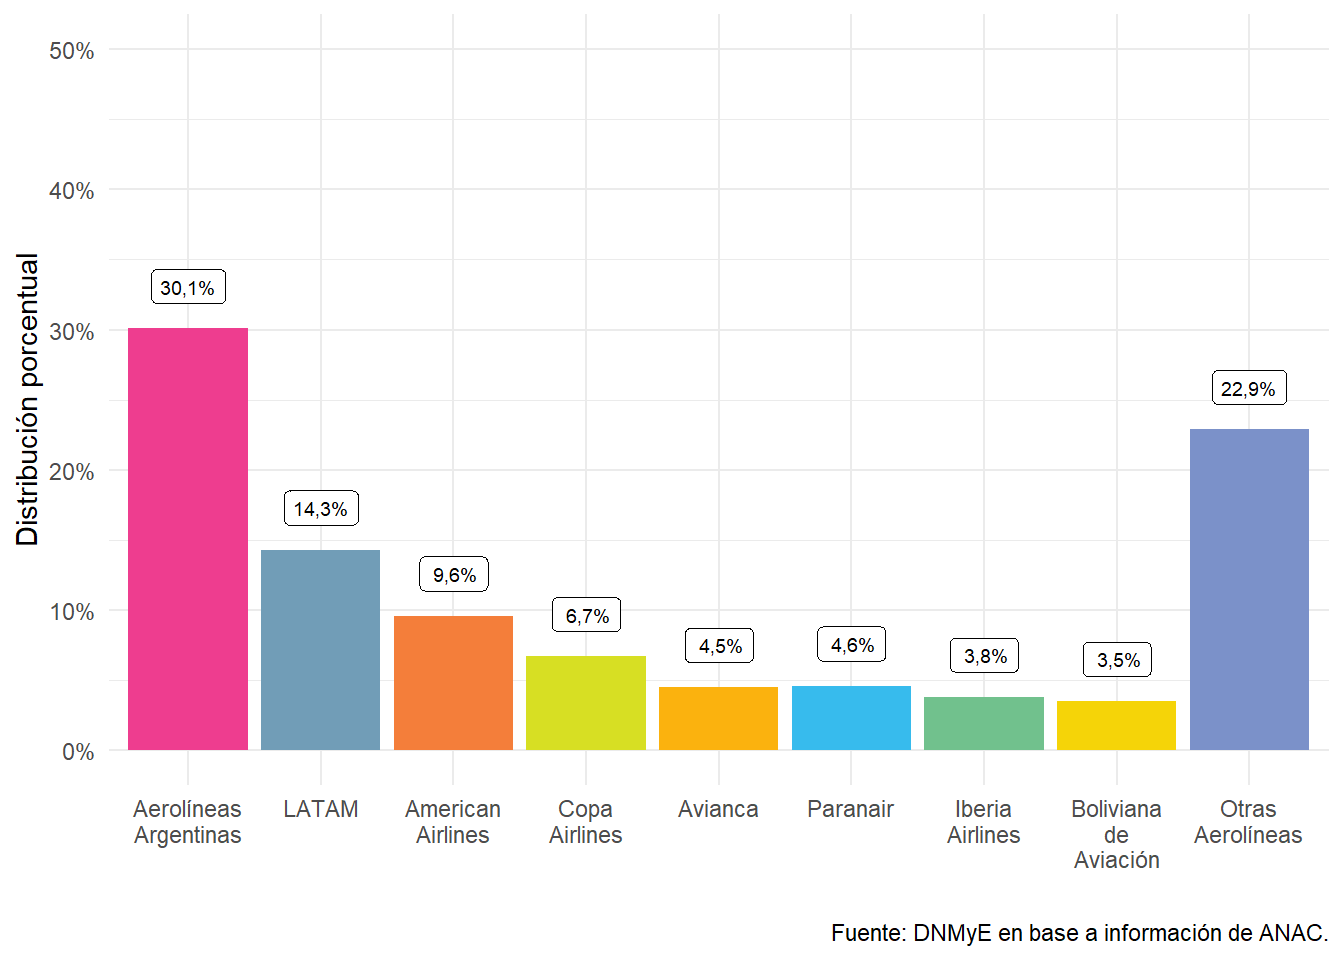 Distribución porcentual
50%
40%
30%
20%
10%
0%
30,1%
14,3%
9,6%
6,7%
4,5%
4,6%
3,8%
3,5%
22,9%
Aerolíneas
Argentinas
LATAM
American
Airlines
Copa
Airlines
Avianca
Paranair
Iberia
Airlines
Boliviana
de
Aviación
Otras
Aerolíneas
Fuente: DNMyE en base a información de ANAC.